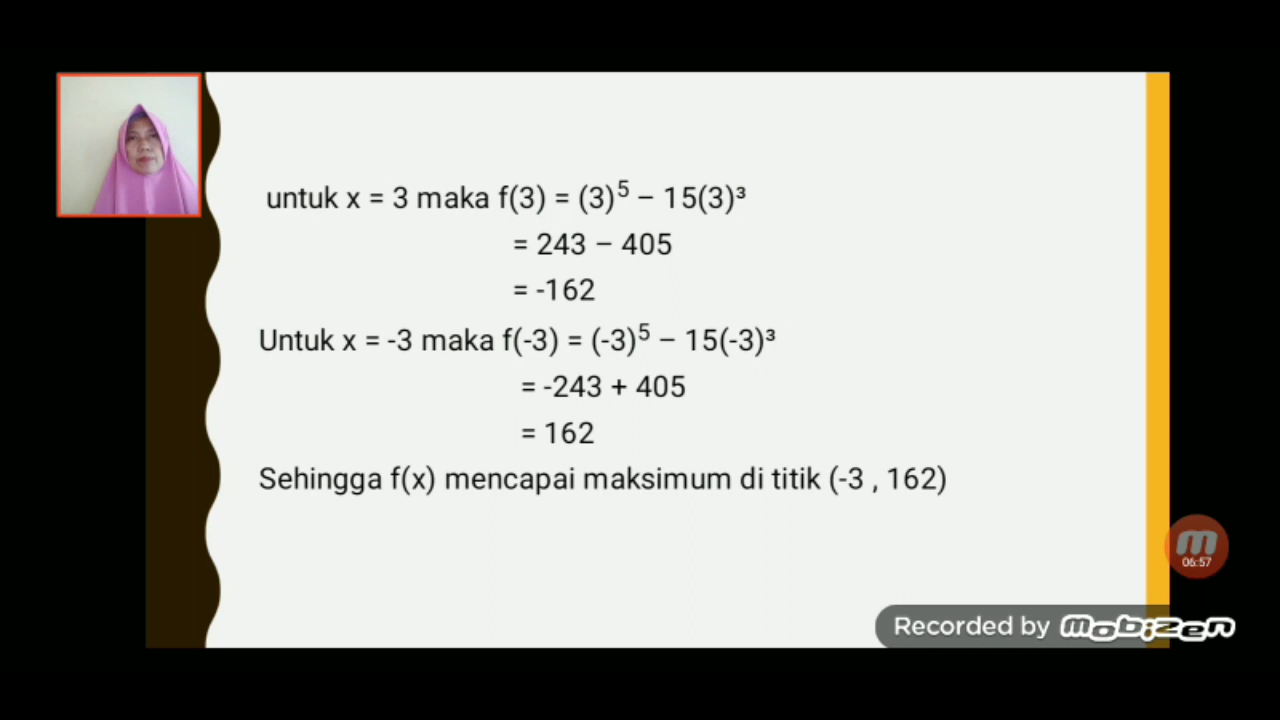 untuk x = 3 maka f(3) = (3)⁵ – 15(3)³
= 243 – 405
= -162
Untuk x = -3 maka f(-3) = (-3)⁵ – 15(-3)³
= -243 + 405
= 162
Sehingga f(x) mencapai maksimum di titik (-3 , 162)
m
06:57
Recorded by mobizen